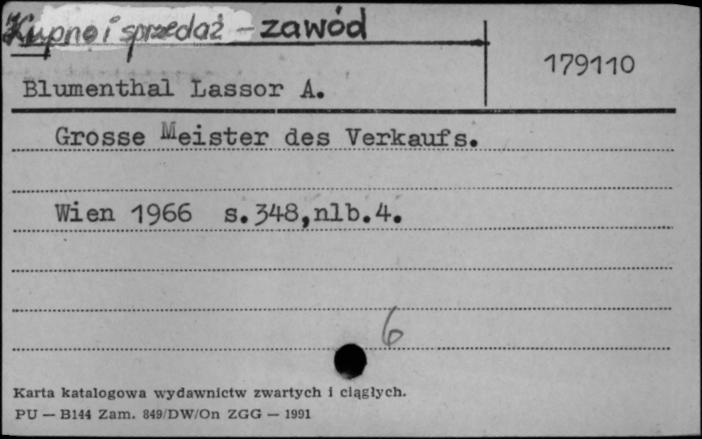 Kupno i sprzedaż - zawód
179110
Blumenthal Lassor A.
Grosse Meister des Verkaufs.
Wien 1966 s.348,nlb.4.
6
Karta katalogowa wydawnictw zwartych i ciągłych.
PU — B144 Zam. 849/DW/On ZGG — 1991